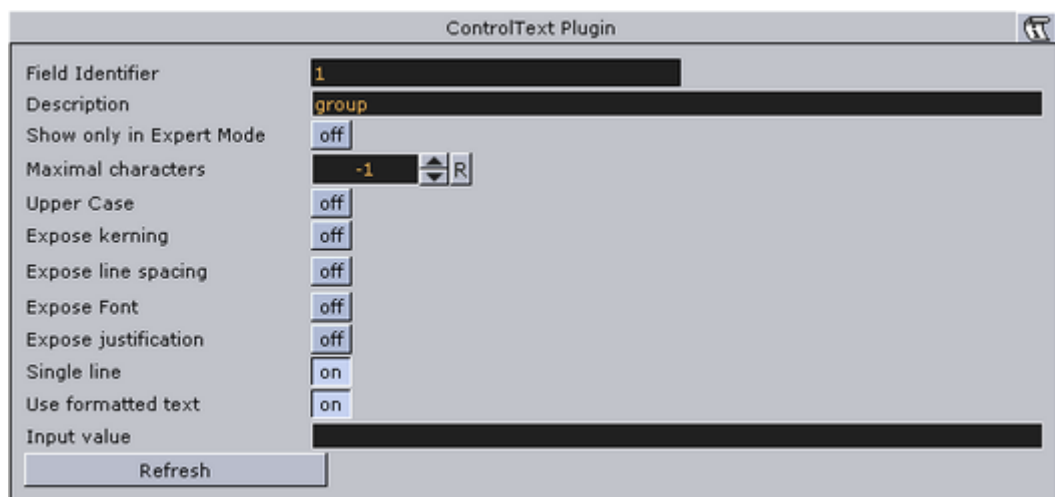 ControlText Plugin
Field Identifier 1
Description group
Show only in Expert Mode off
Maximal characters -1 R
Upper Case off
Expose kerning off
Expose line spacing off
Expose Font off
Expose justification off
Single line on
Use formatted text on
Input value
Refresh